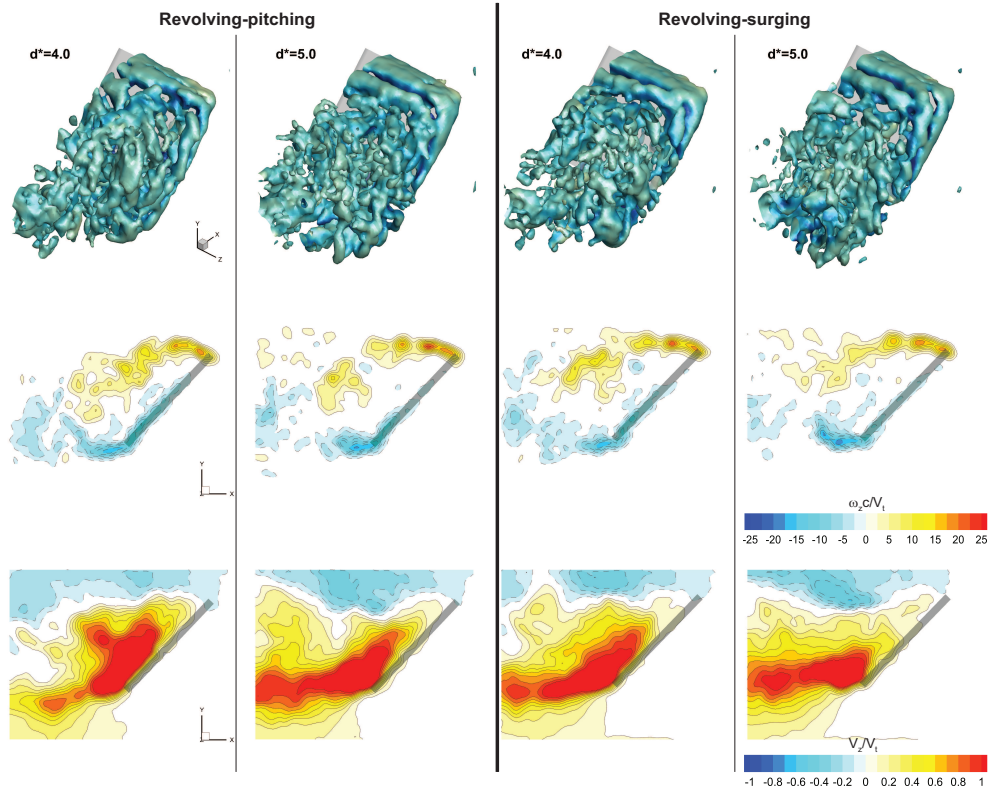 Revolving-pitching
Revolving-surging
d*=4.0
d*=5.0
d*=4.0
d*=5.0
Y
X
Z
Y
Z
X
ω_z c/V_t
-25 -20 -15 -10 -5 0 5 10 15 20 25
Y
Z
X
V_z/V_t
-1 -0.8 -0.6 -0.4 -0.2 0 0.2 0.4 0.6 0.8 1